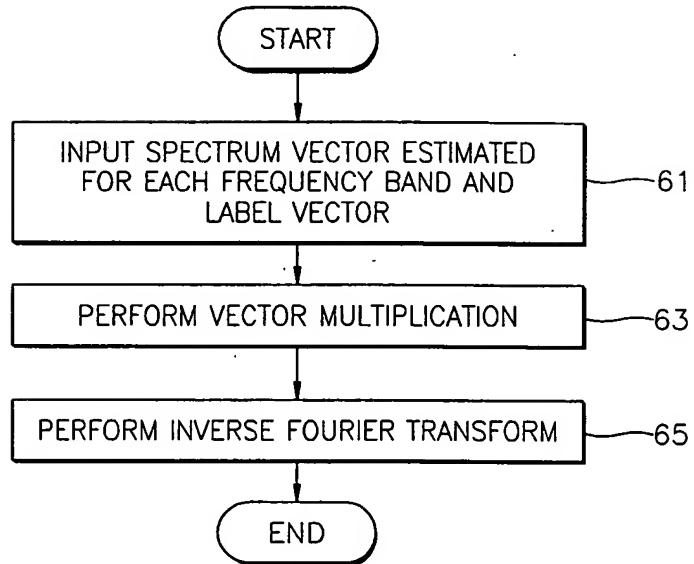 START
INPUT SPECTRUM VECTOR ESTIMATED
FOR EACH FREQUENCY BAND AND
LABEL VECTOR
61
PERFORM VECTOR MULTIPLICATION
63
PERFORM INVERSE FOURIER TRANSFORM
65
END